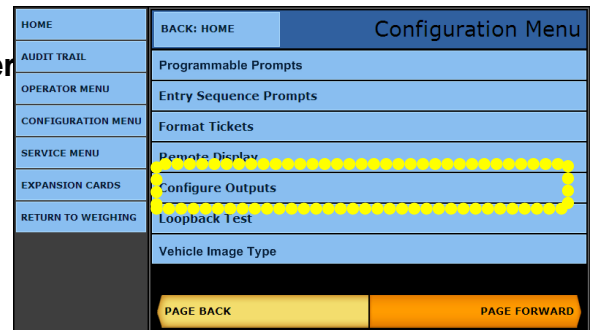 HOME
AUDIT TRAIL
OPERATOR MENU
CONFIGURATION MENU
SERVICE MENU
EXPANSION CARDS
RETURN TO WEIGHING
BACK: HOME
Configuration Menu
Programmable Prompts
Entry Sequence Prompts
Format Tickets
Remote Display
Configure Outputs
Loopback Test
Vehicle Image Type
PAGE BACK
PAGE FORWARD